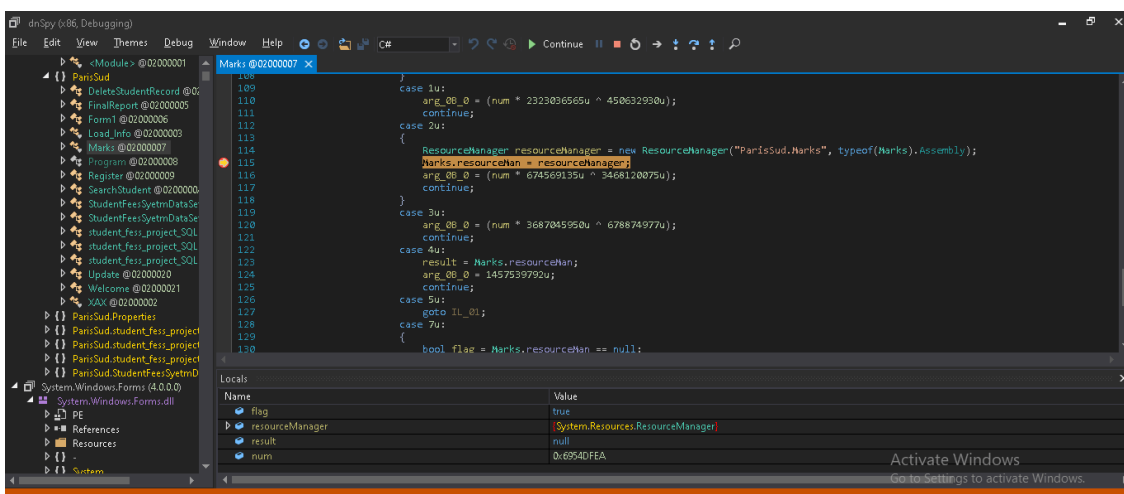 dnSpy (x86, Debugging)
File Edit View Themes Debug Window Help C# Continue
<Module> @02000001
ParisSud
DeleteStudentRecord @02
FinalReport @02000005
Form1 @02000006
Load_Info @02000003
Marks @02000007
Program @02000008
Register @02000009
SearchStudent @0200000
StudentFeesSyetmDataSe
StudentFeesSyetmDataSe
student_fess_project_SQL
student_fess_project_SQL
student_fess_project_SQL
Update @02000020
Welcome @02000021
XAX @02000002
ParisSud.Properties
ParisSud.student_fess_project
ParisSud.student_fess_project
ParisSud.student_fess_project
ParisSud.StudentFeesSyetmD
System.Windows.Forms (4.0.0.0)
System.Windows.Forms.dll
PE
References
Resources
{ } -
{ } System
Marks @02000007
108 }
109 case 1u:
110 arg_0B_0 = (num * 2323036565u ^ 450632930u);
111 continue;
112 case 2u:
113 {
114 ResourceManager resourceManager = new ResourceManager("ParisSud.Marks", typeof(Marks).Assembly);
115 Marks.resourceMan = resourceManager;
116 arg_0B_0 = (num * 674569135u ^ 3468120075u);
117 continue;
118 }
119 case 3u:
120 arg_0B_0 = (num * 3687045950u ^ 678874977u);
121 continue;
122 case 4u:
123 result = Marks.resourceMan;
124 arg_0B_0 = 1457539792u;
125 continue;
126 case 5u:
127 goto IL_01;
128 case 7u:
129 {
130 bool flag = Marks.resourceMan == null;
Locals
Name Value
flag true
resourceManager {System.Resources.ResourceManager}
result null
num 0x6954DFEA
Activate Windows
Go to Settings to activate Windows.